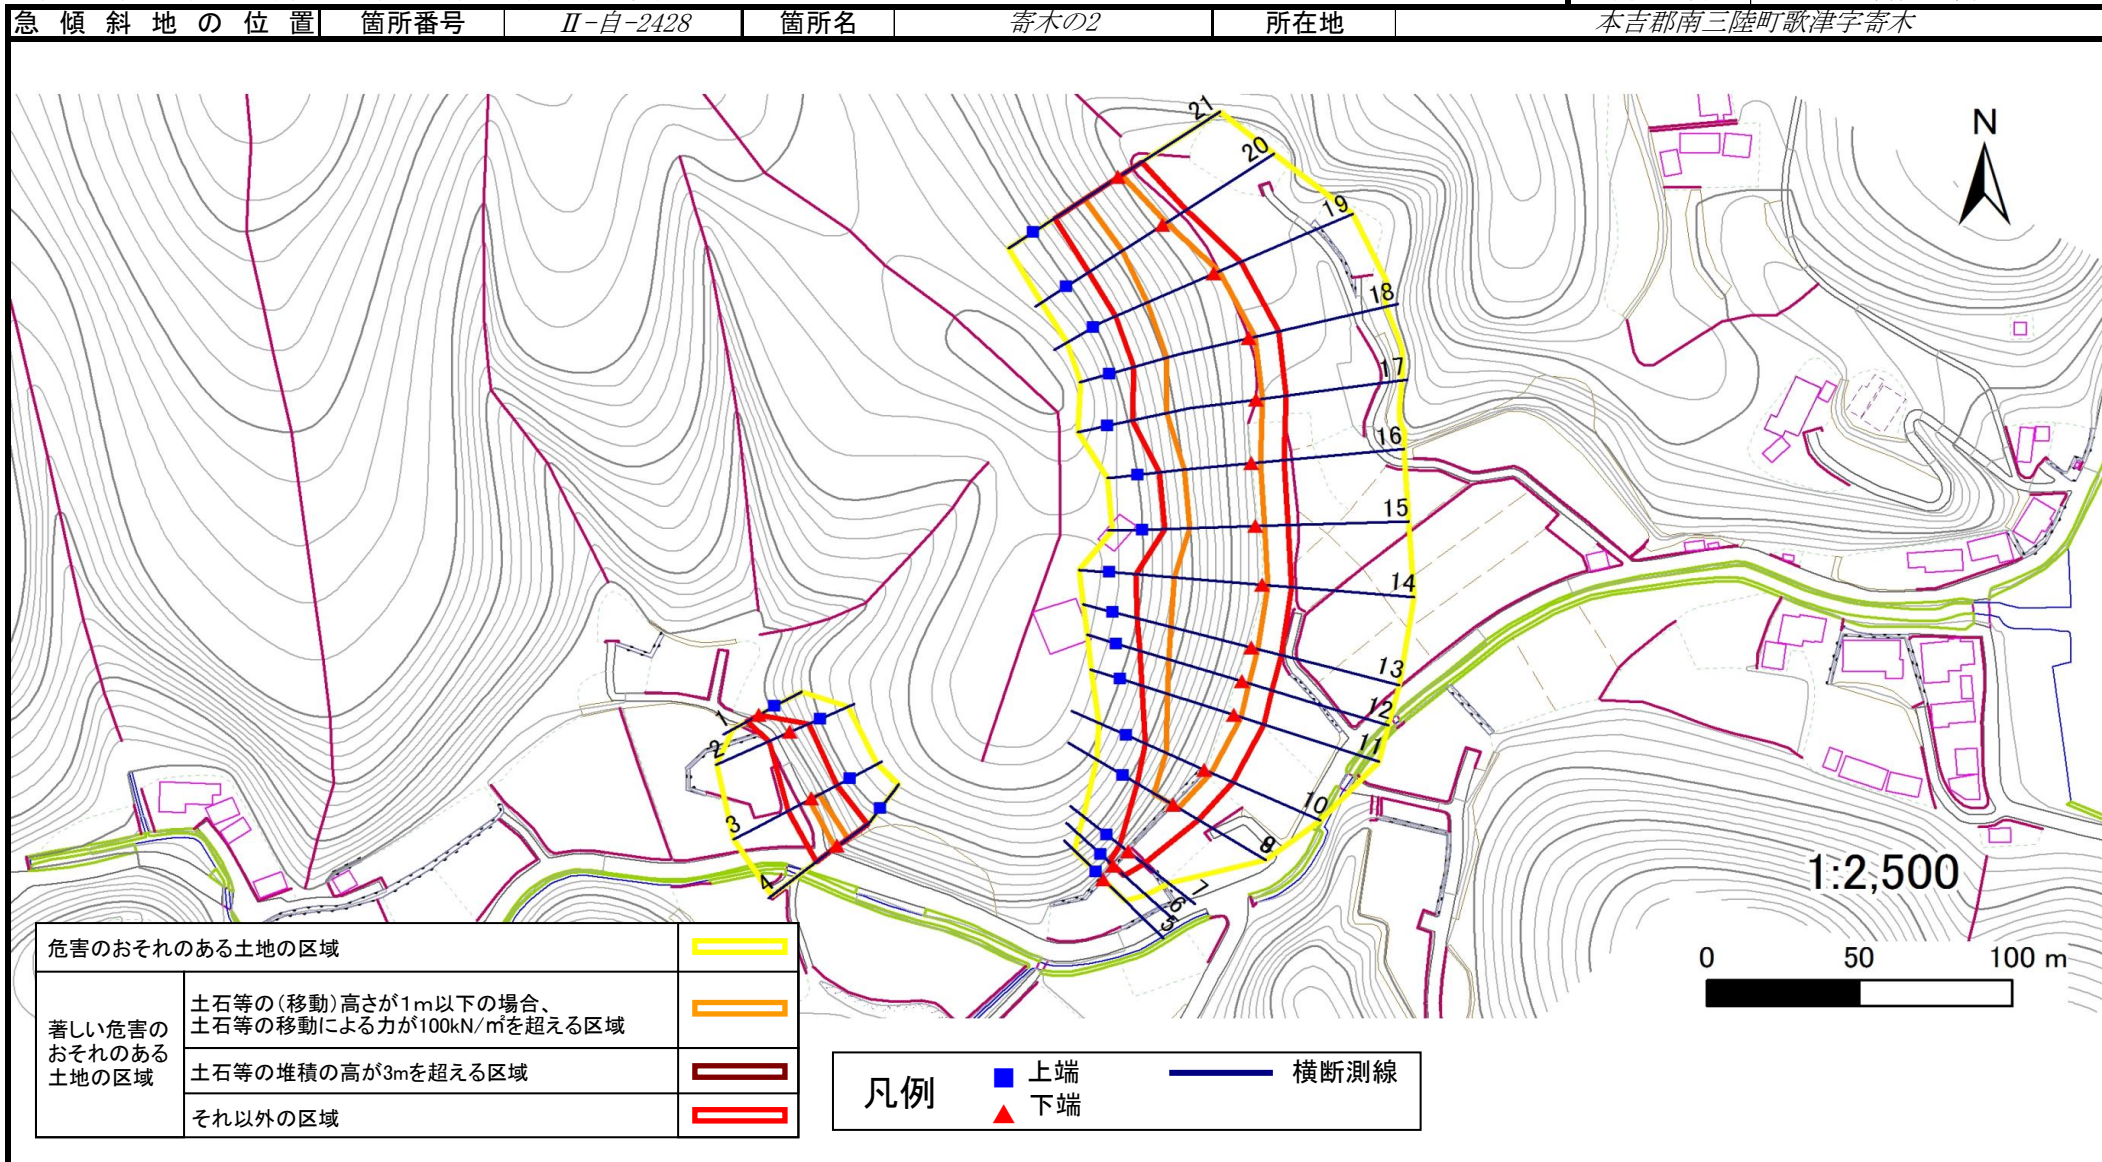 急傾斜地の位置 箇所番号 Ⅱ-自-2428 箇所名 寄木の2 所在地 本吉郡南三陸町歌津字寄木
N
21
20
19
18
17
16
15
14
13
12
11
10
9
8
7
6
5
1
2
3
4
1:2,500
0 50 100 m
危害のおそれのある土地の区域
著しい危害の
おそれのある
土地の区域
土石等の(移動)高さが1m以下の場合、
土石等の移動による力が100kN/㎡を超える区域
土石等の堆積の高が3mを超える区域
それ以外の区域
凡例
上端
下端
横断測線